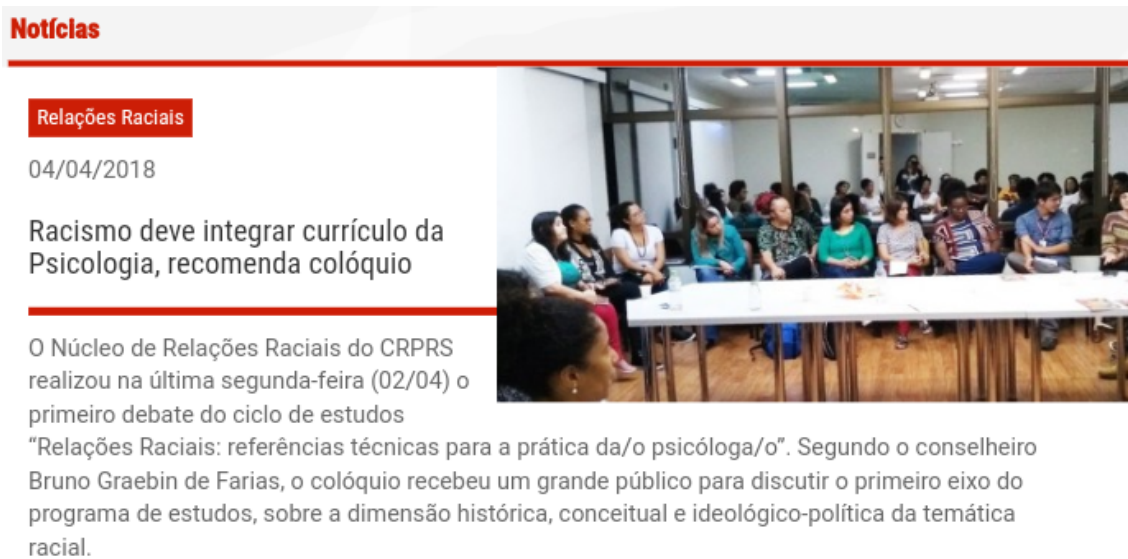 Notícias
Relações Raciais
04/04/2018
Racismo deve integrar currículo da
Psicologia, recomenda colóquio
O Núcleo de Relações Raciais do CRPRS
realizou na última segunda-feira (02/04) o
primeiro debate do ciclo de estudos
“Relações Raciais: referências técnicas para a prática da/o psicóloga/o”. Segundo o conselheiro
Bruno Graebin de Farias, o colóquio recebeu um grande público para discutir o primeiro eixo do
programa de estudos, sobre a dimensão histórica, conceitual e ideológico-política da temática
racial.